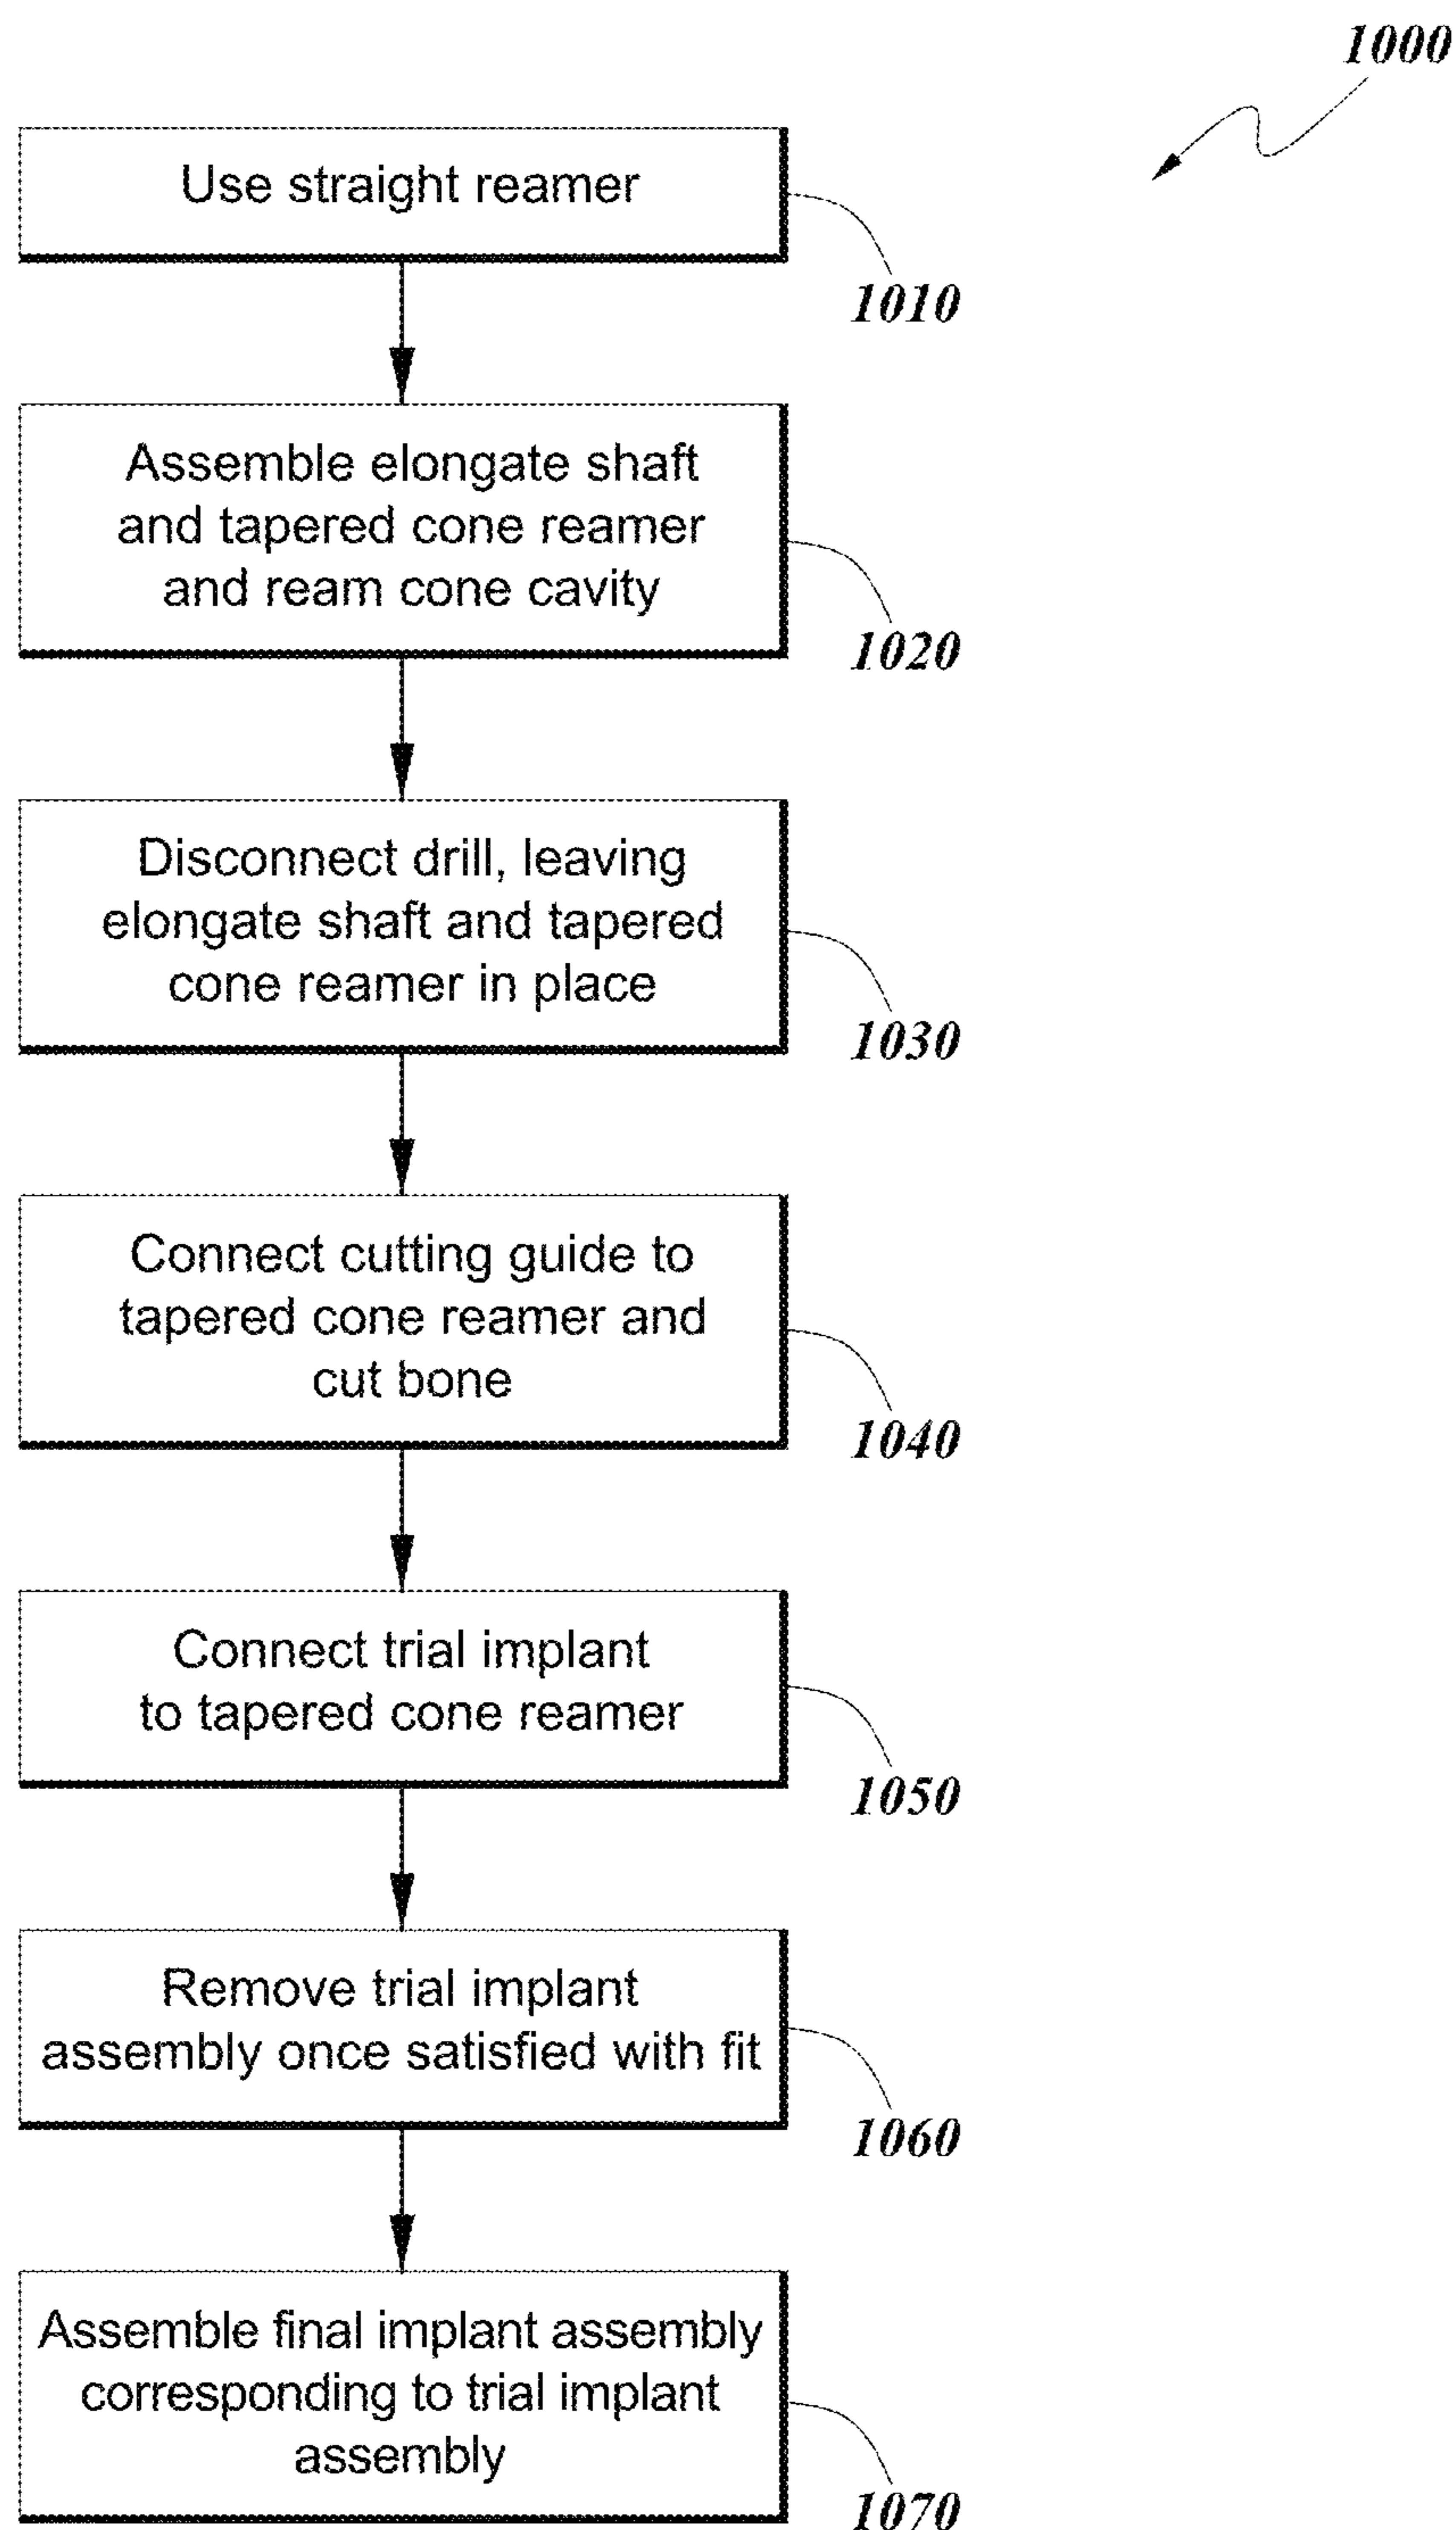 1000
Use straight reamer
1010
Assemble elongate shaft
and tapered cone reamer
and ream cone cavity
1020
Disconnect drill, leaving
elongate shaft and tapered
cone reamer in place
1030
Connect cutting guide to
tapered cone reamer and
cut bone
1040
Connect trial implant
to tapered cone reamer
1050
Remove trial implant
assembly once satisfied with fit
1060
Assemble final implant assembly
corresponding to trial implant
assembly
1070